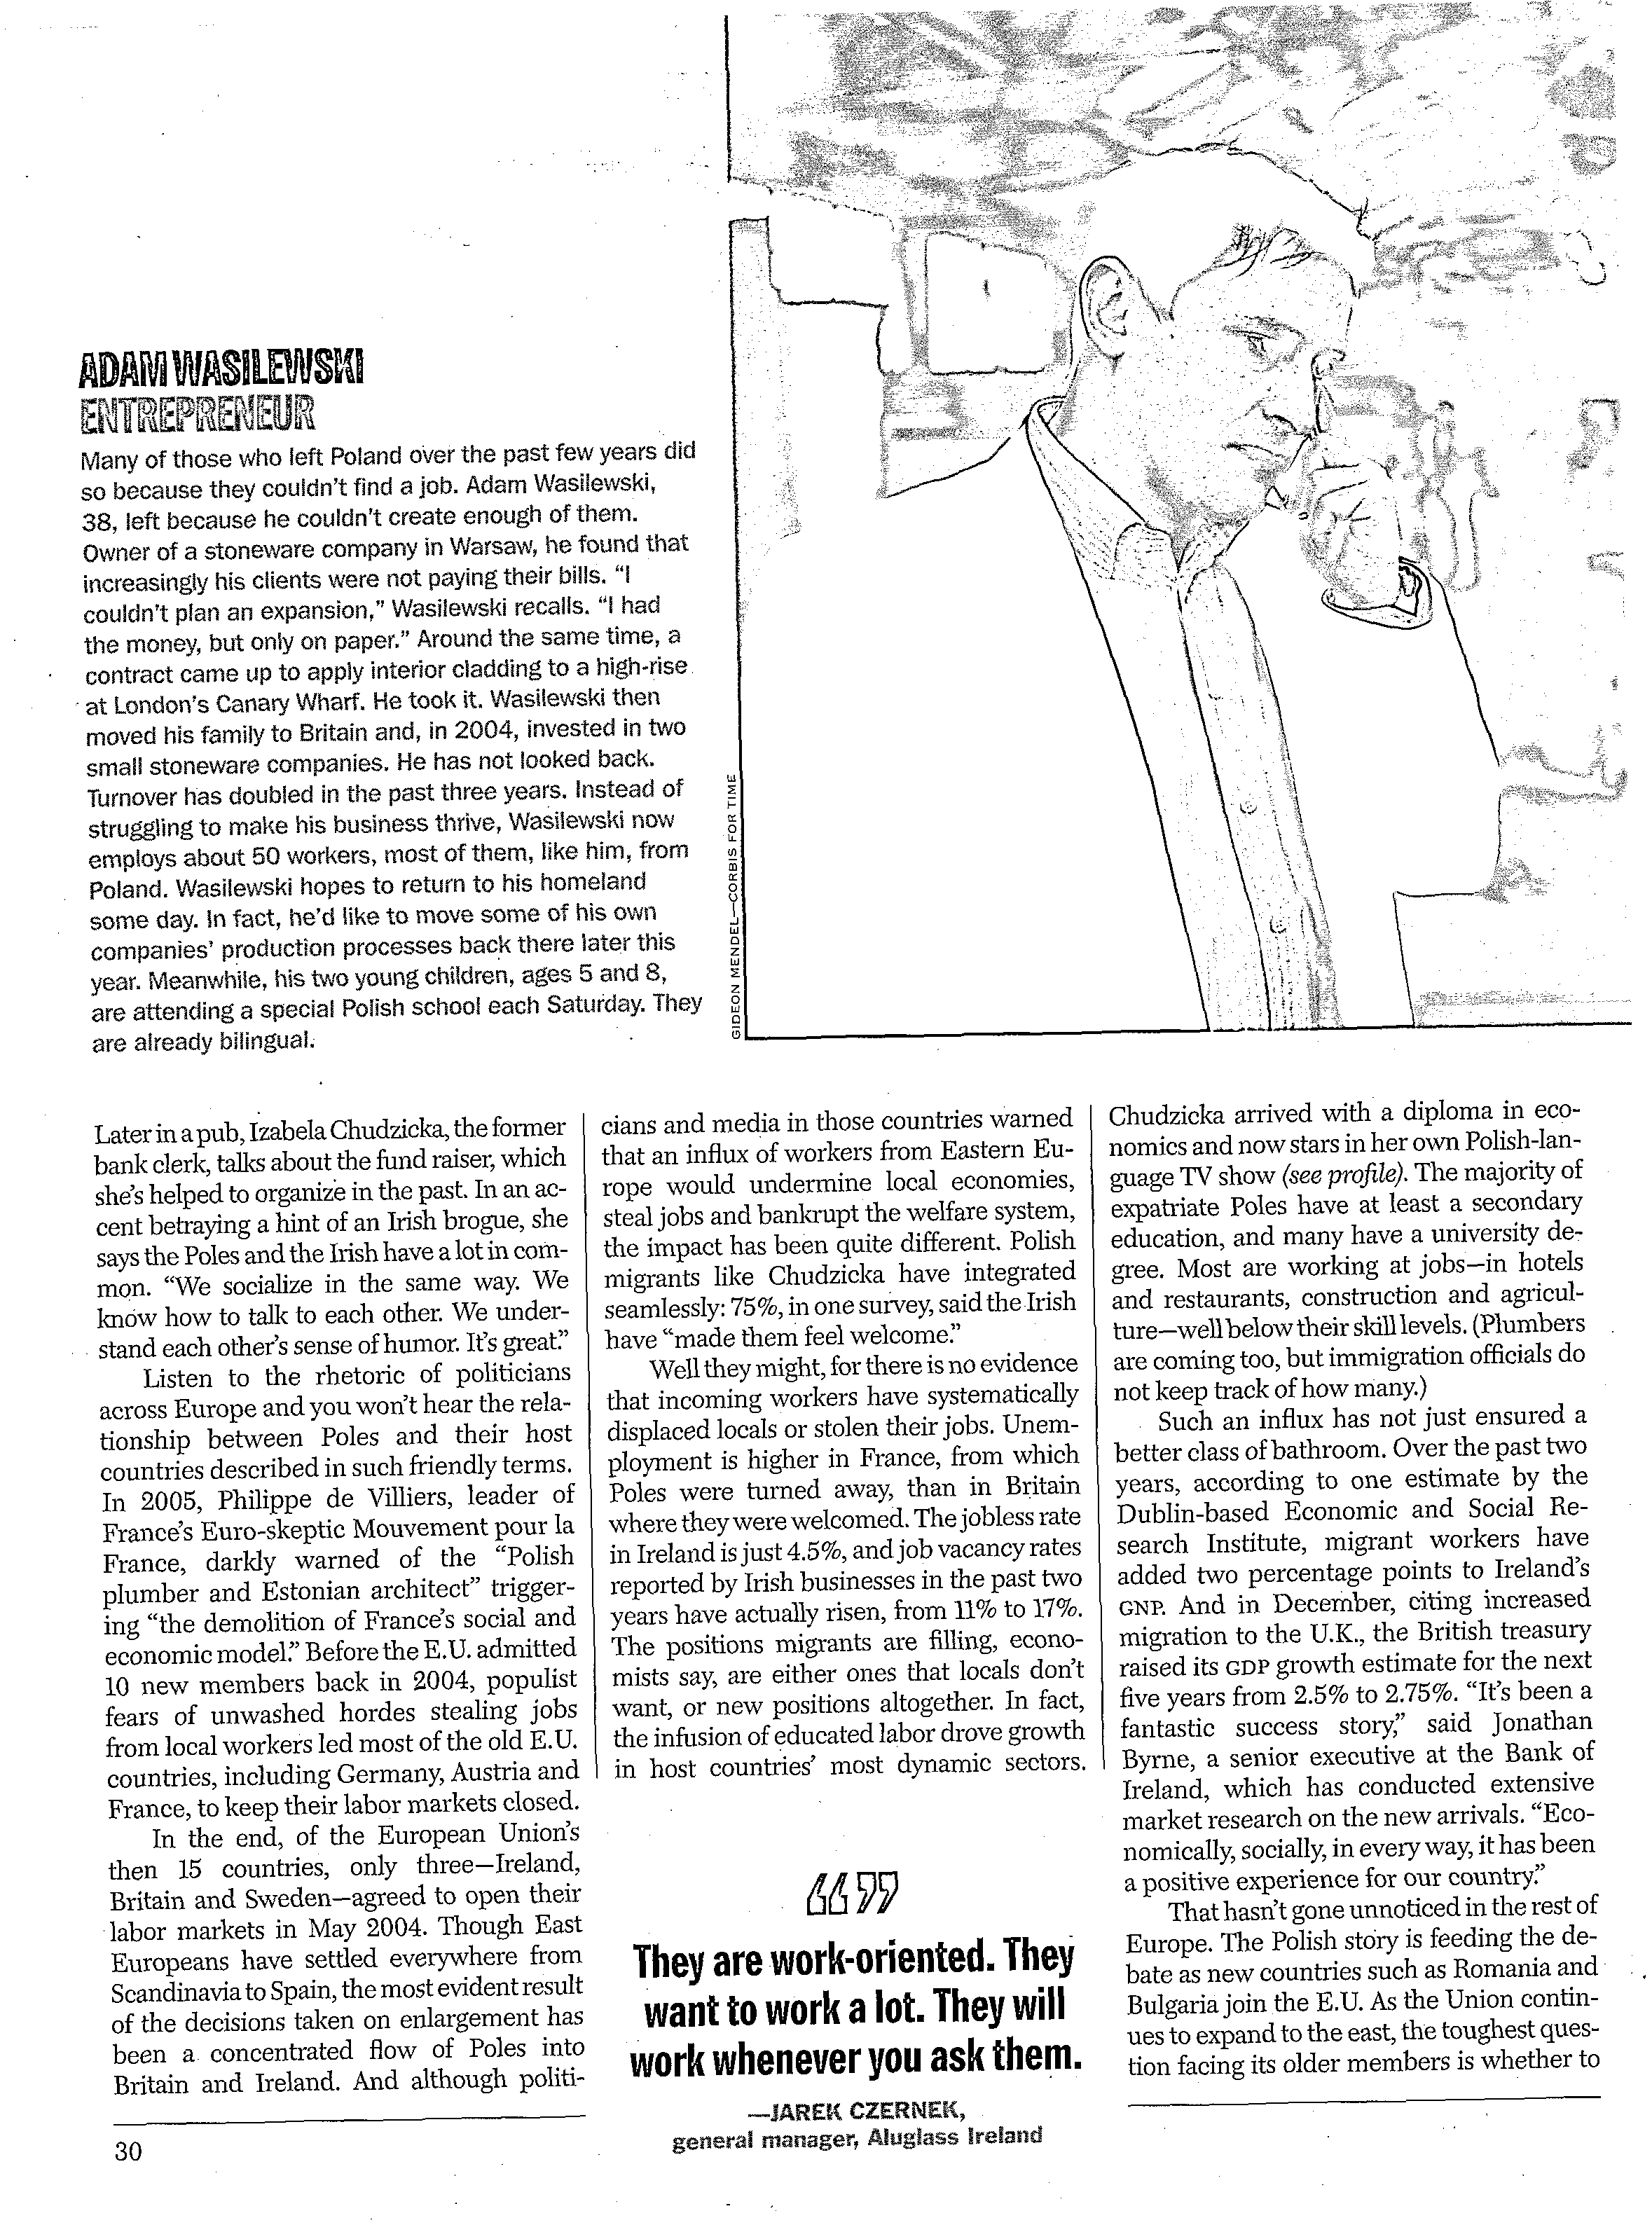 ADAM WASILEWSKI
ENTREPRENEUR
Many of those who left Poland over the past few years did
so because they couldn't find a job. Adam Wasilewski,
38, left because he couldn't create enough of them.
Owner of a stoneware company in Warsaw, he found that
increasingly his clients were not paying their bills. “I
couldn't plan an expansion,” Wasilewski recalls. “I had
the money, but only on paper.” Around the same time, a
contract came up to apply interior cladding to a high-rise
at London's Canary Wharf. He took it. Wasilewski then
moved his family to Britain and, in 2004, invested in two
small stoneware companies. He has not looked back.
Turnover has doubled in the past three years. Instead of
struggling to make his business thrive, Wasilewski now
employs about 50 workers, most of them, like him, from
Poland. Wasilewski hopes to return to his homeland
some day. In fact, he'd like to move some of his own
companies' production processes back there later this
year. Meanwhile, his two young children, ages 5 and 8,
are attending a special Polish school each Saturday. They
are already bilingual.
GIDEON MENDEL—CORBIS FOR TIME
Later in a pub, Izabela Chudzicka, the former
bank clerk, talks about the fund raiser, which
she's helped to organize in the past. In an ac-
cent betraying a hint of an Irish brogue, she
says the Poles and the Irish have a lot in com-
mon. “We socialize in the same way. We
know how to talk to each other. We under-
stand each other's sense of humor. It's great.”
Listen to the rhetoric of politicians
across Europe and you won't hear the rela-
tionship between Poles and their host
countries described in such friendly terms.
In 2005, Philippe de Villiers, leader of
France's Euro-skeptic Mouvement pour la
France, darkly warned of the “Polish
plumber and Estonian architect” trigger-
ing “the demolition of France's social and
economic model.” Before the E.U. admitted
10 new members back in 2004, populist
fears of unwashed hordes stealing jobs
from local workers led most of the old E.U.
countries, including Germany, Austria and
France, to keep their labor markets closed.
In the end, of the European Union's
then 15 countries, only three—Ireland,
Britain and Sweden—agreed to open their
labor markets in May 2004. Though East
Europeans have settled everywhere from
Scandinavia to Spain, the most evident result
of the decisions taken on enlargement has
been a concentrated flow of Poles into
Britain and Ireland. And although politi-
cians and media in those countries warned
that an influx of workers from Eastern Eu-
rope would undermine local economies,
steal jobs and bankrupt the welfare system,
the impact has been quite different. Polish
migrants like Chudzicka have integrated
seamlessly: 75%, in one survey, said the Irish
have “made them feel welcome.”
Well they might, for there is no evidence
that incoming workers have systematically
displaced locals or stolen their jobs. Unem-
ployment is higher in France, from which
Poles were turned away, than in Britain
where they were welcomed. The jobless rate
in Ireland is just 4.5%, and job vacancy rates
reported by Irish businesses in the past two
years have actually risen, from 11% to 17%.
The positions migrants are filling, econo-
mists say, are either ones that locals don't
want, or new positions altogether. In fact,
the infusion of educated labor drove growth
in host countries' most dynamic sectors.
“”
They are work-oriented. They
want to work a lot. They will
work whenever you ask them.
—JAREK CZERNEK,
general manager, Aluglass Ireland
Chudzicka arrived with a diploma in eco-
nomics and now stars in her own Polish-lan-
guage TV show (see profile). The majority of
expatriate Poles have at least a secondary
education, and many have a university de-
gree. Most are working at jobs—in hotels
and restaurants, construction and agricul-
ture—well below their skill levels. (Plumbers
are coming too, but immigration officials do
not keep track of how many.)
Such an influx has not just ensured a
better class of bathroom. Over the past two
years, according to one estimate by the
Dublin-based Economic and Social Re-
search Institute, migrant workers have
added two percentage points to Ireland's
GNP. And in December, citing increased
migration to the U.K., the British treasury
raised its GDP growth estimate for the next
five years from 2.5% to 2.75%. “It's been a
fantastic success story,” said Jonathan
Byrne, a senior executive at the Bank of
Ireland, which has conducted extensive
market research on the new arrivals. “Eco-
nomically, socially, in every way, it has been
a positive experience for our country.”
That hasn't gone unnoticed in the rest of
Europe. The Polish story is feeding the de-
bate as new countries such as Romania and
Bulgaria join the E.U. As the Union contin-
ues to expand to the east, the toughest ques-
tion facing its older members is whether to
30